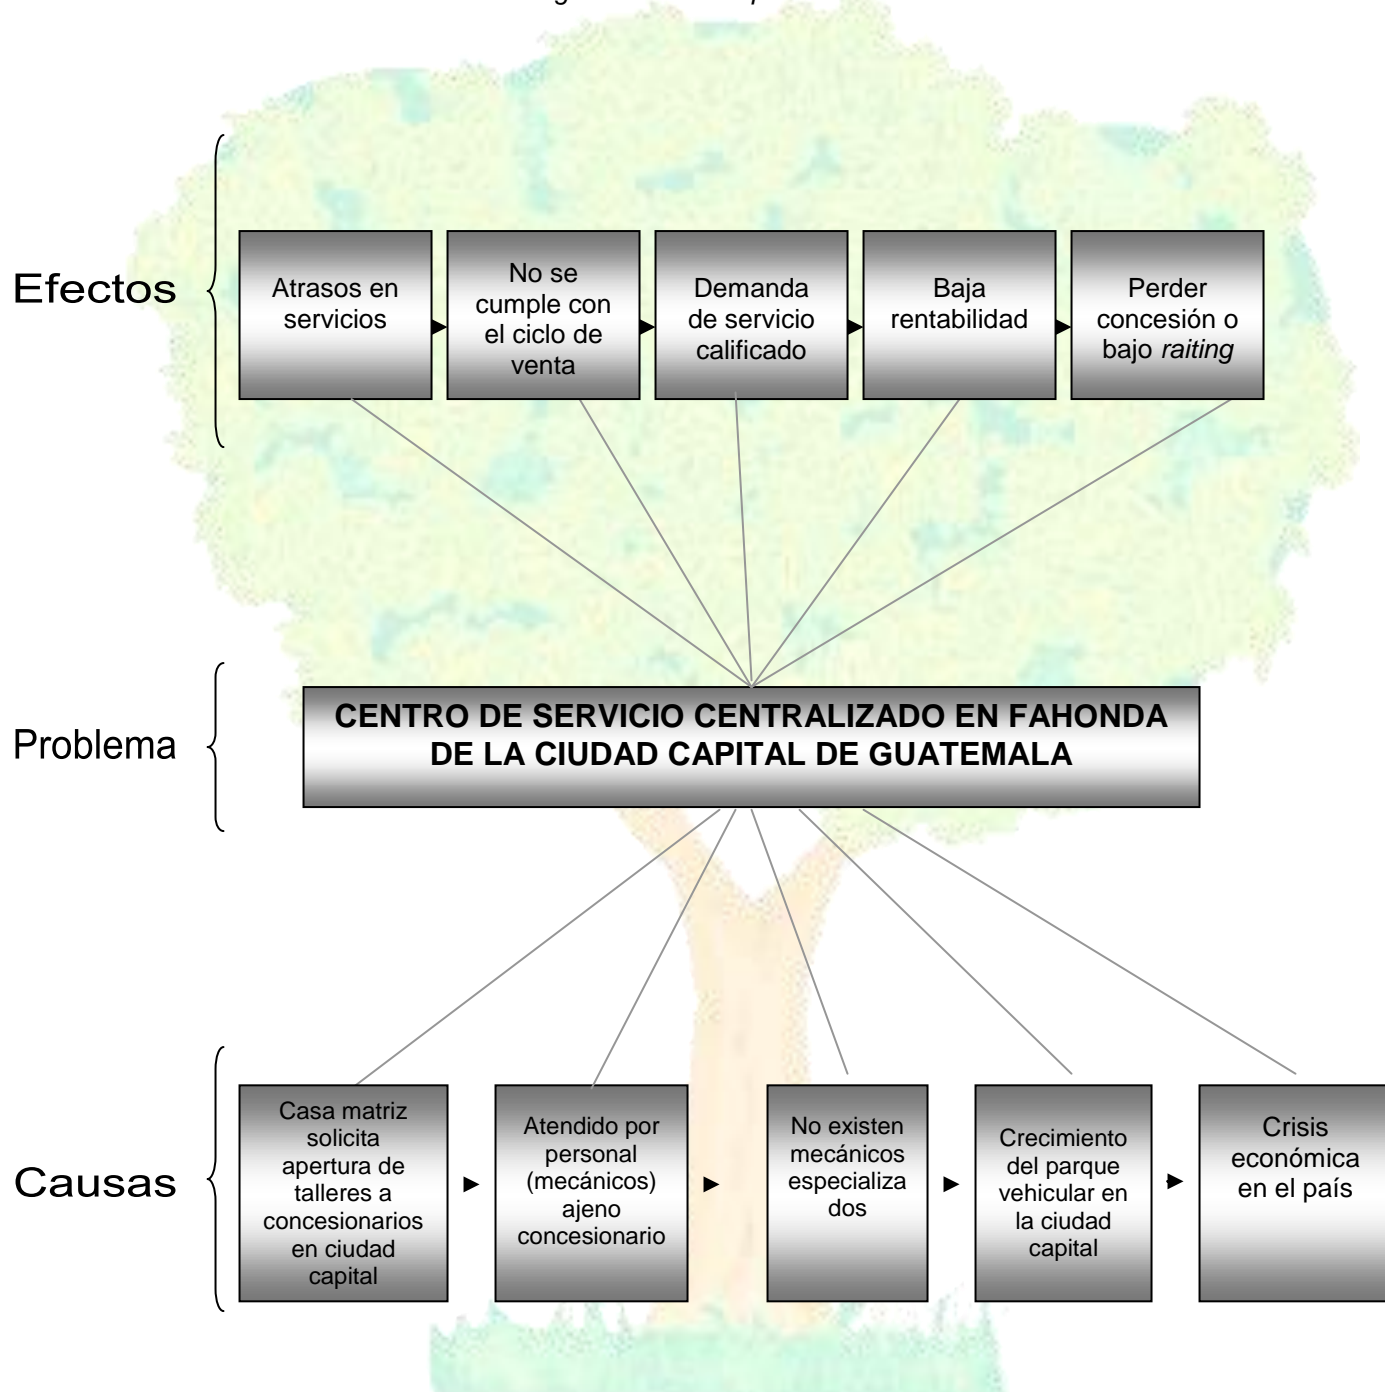 Efectos
Atrasos en
servicios
No se
cumple con
el ciclo de
venta
Demanda
de servicio
calificado
Baja
rentabilidad
Perder
concesión o
bajo raiting
Problema
CENTRO DE SERVICIO CENTRALIZADO EN FAHONDA
DE LA CIUDAD CAPITAL DE GUATEMALA
Causas
Casa matriz
solicita
apertura de
talleres a
concesionarios
en ciudad
capital
Atendido por
personal
(mecánicos)
ajeno
concesionario
No existen
mecánicos
especializa
dos
Crecimiento
del parque
vehicular en
la ciudad
capital
Crisis
económica
en el país